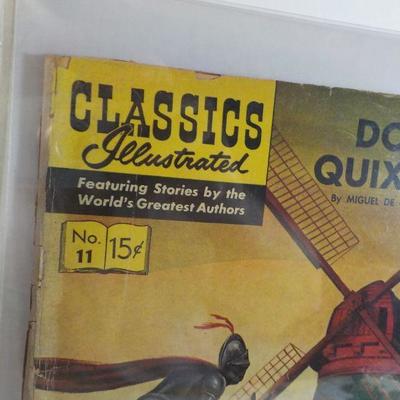 CLASSICS
Illustrated
Featuring Stories by the
World's Greatest Authors
No.
11
15¢
DO
QUIX
By MIGUEL DE